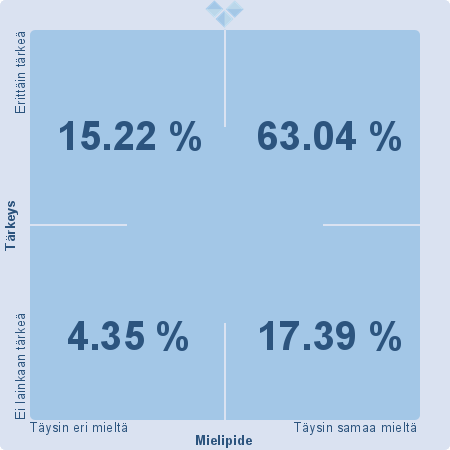 Erittäin tärkeä
15.22 %
63.04 %
Tärkeys
4.35 %
17.39 %
Ei lainkaan tärkeä
Täysin eri mieltä
Täysin samaa mieltä
Mielipide